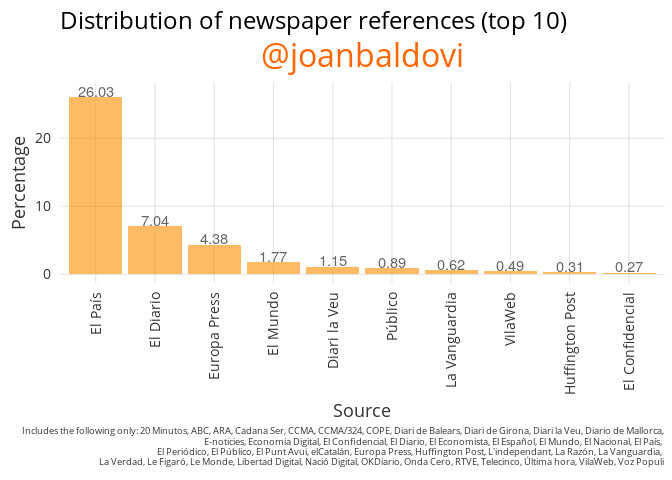 Distribution of newspaper references (top 10)
@joanbaldovi
Percentage
20
10
0
26.03
7.04
4.38
1.77
1.15
0.89
0.62
0.49
0.31
0.27
El País
El Diario
Europa Press
El Mundo
Diari la Veu
Público
La Vanguardia
VilaWeb
Huffington Post
El Confidencial
Source
Includes the following only: 20 Minutos, ABC, ARA, Cadana Ser, CCMA, CCMA/324, COPE, Diari de Balears, Diari de Girona, Diari la Veu, Diario de Mallorca,
E-noticies, Economia Digital, El Confidencial, El Diario, El Economista, El Español, El Mundo, El Nacional, El País,
El Periódico, El Público, El Punt Avui, elCatalán, Europa Press, Huffington Post, L'independant, La Razón, La Vanguardia,
La Verdad, Le Figaró, Le Monde, Libertad Digital, Nació Digital, OKDiario, Onda Cero, RTVE, Telecinco, Última hora, VilaWeb, Voz Populi